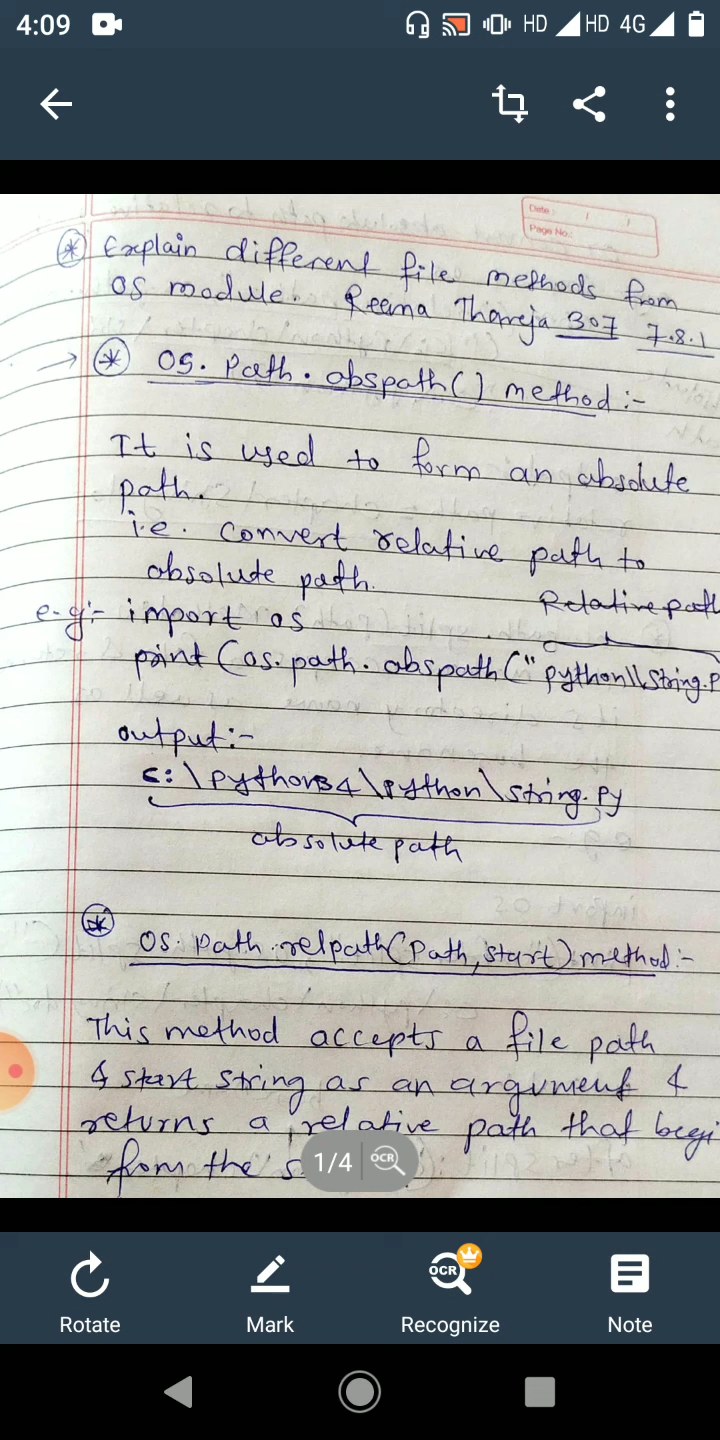 4:09
HD HD 4G
Date :
Page No.:
* Explain different file methods from
OS module. Reema Thareja 307 7.8.1
→ * OS. Path. abspath() method :-
It is used to form an absolute
path.
i.e. convert relative path to
absolute path.
Relative path
e.g:- import os
print (os.path.abspath("python\\string.p
output:-
c:\python34\python\string.py
absolute path
* OS. path.relpath(Path, start) method:-
This method accepts a file path
& start string as an argument &
returns a relative path that begi
from the s
1/4 OCR
OCR
Rotate Mark Recognize Note